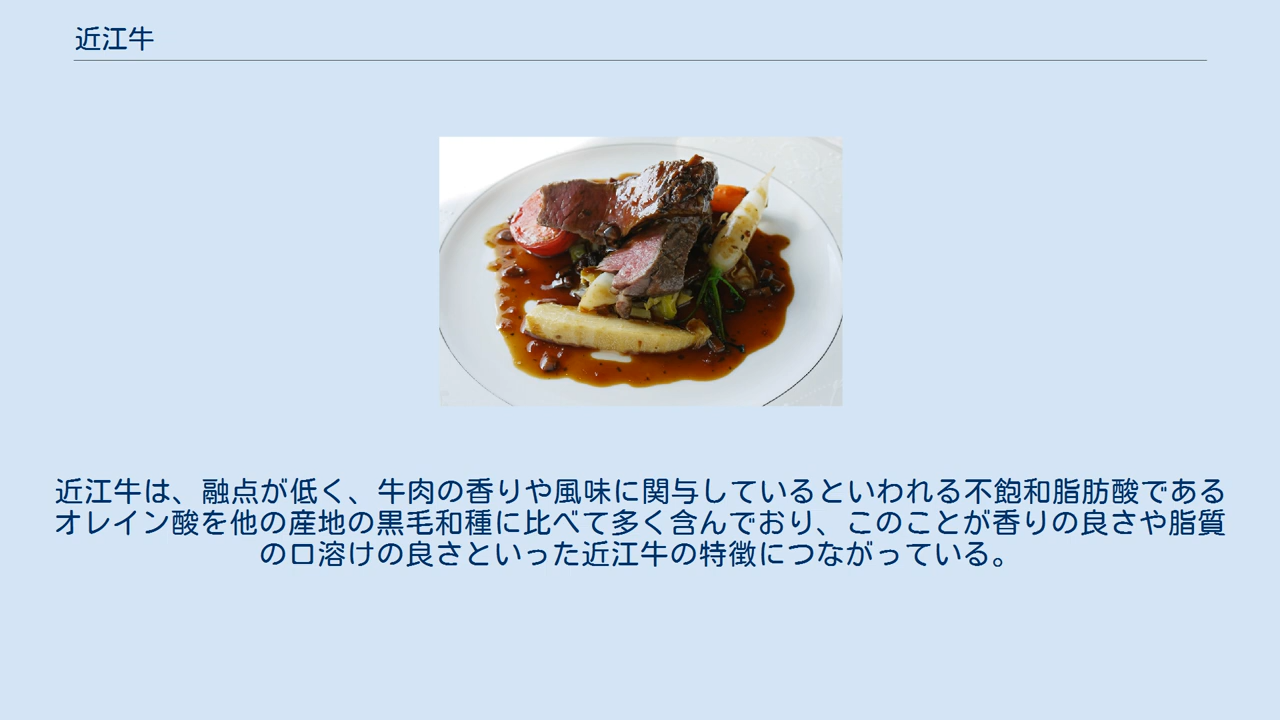 近江牛
近江牛は、融点が低く、牛肉の香りや風味に関与しているといわれる不飽和脂肪酸である
オレイン酸を他の産地の黒毛和種に比べて多く含んでおり、このことが香りの良さや脂質
の口溶けの良さといった近江牛の特徴につながっている。